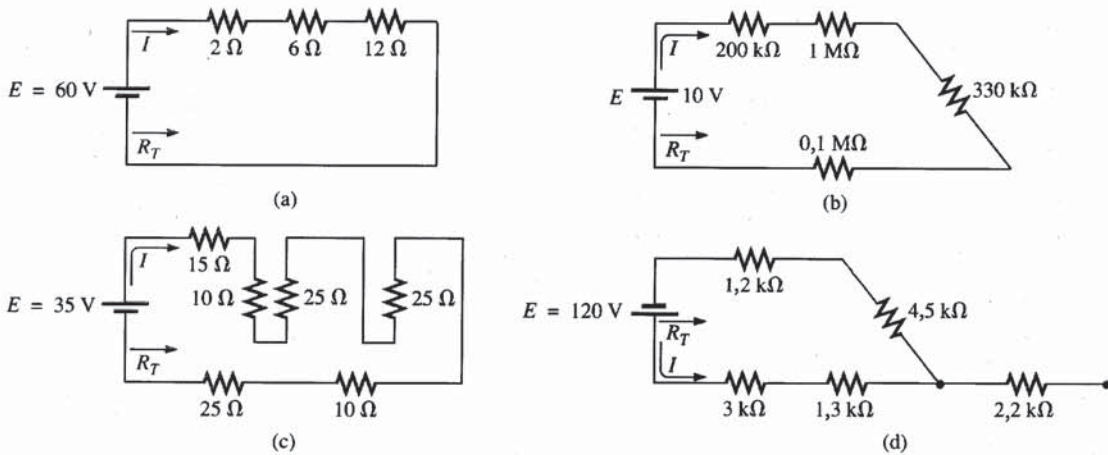 I
2 Ω
6 Ω
12 Ω
E = 60 V
R_T
(a)
I
200 kΩ
1 MΩ
E
10 V
330 kΩ
R_T
0,1 MΩ
(b)
I
15 Ω
10 Ω
25 Ω
25 Ω
E = 35 V
R_T
25 Ω
10 Ω
(c)
1,2 kΩ
E = 120 V
4,5 kΩ
R_T
I
3 kΩ
1,3 kΩ
2,2 kΩ
(d)